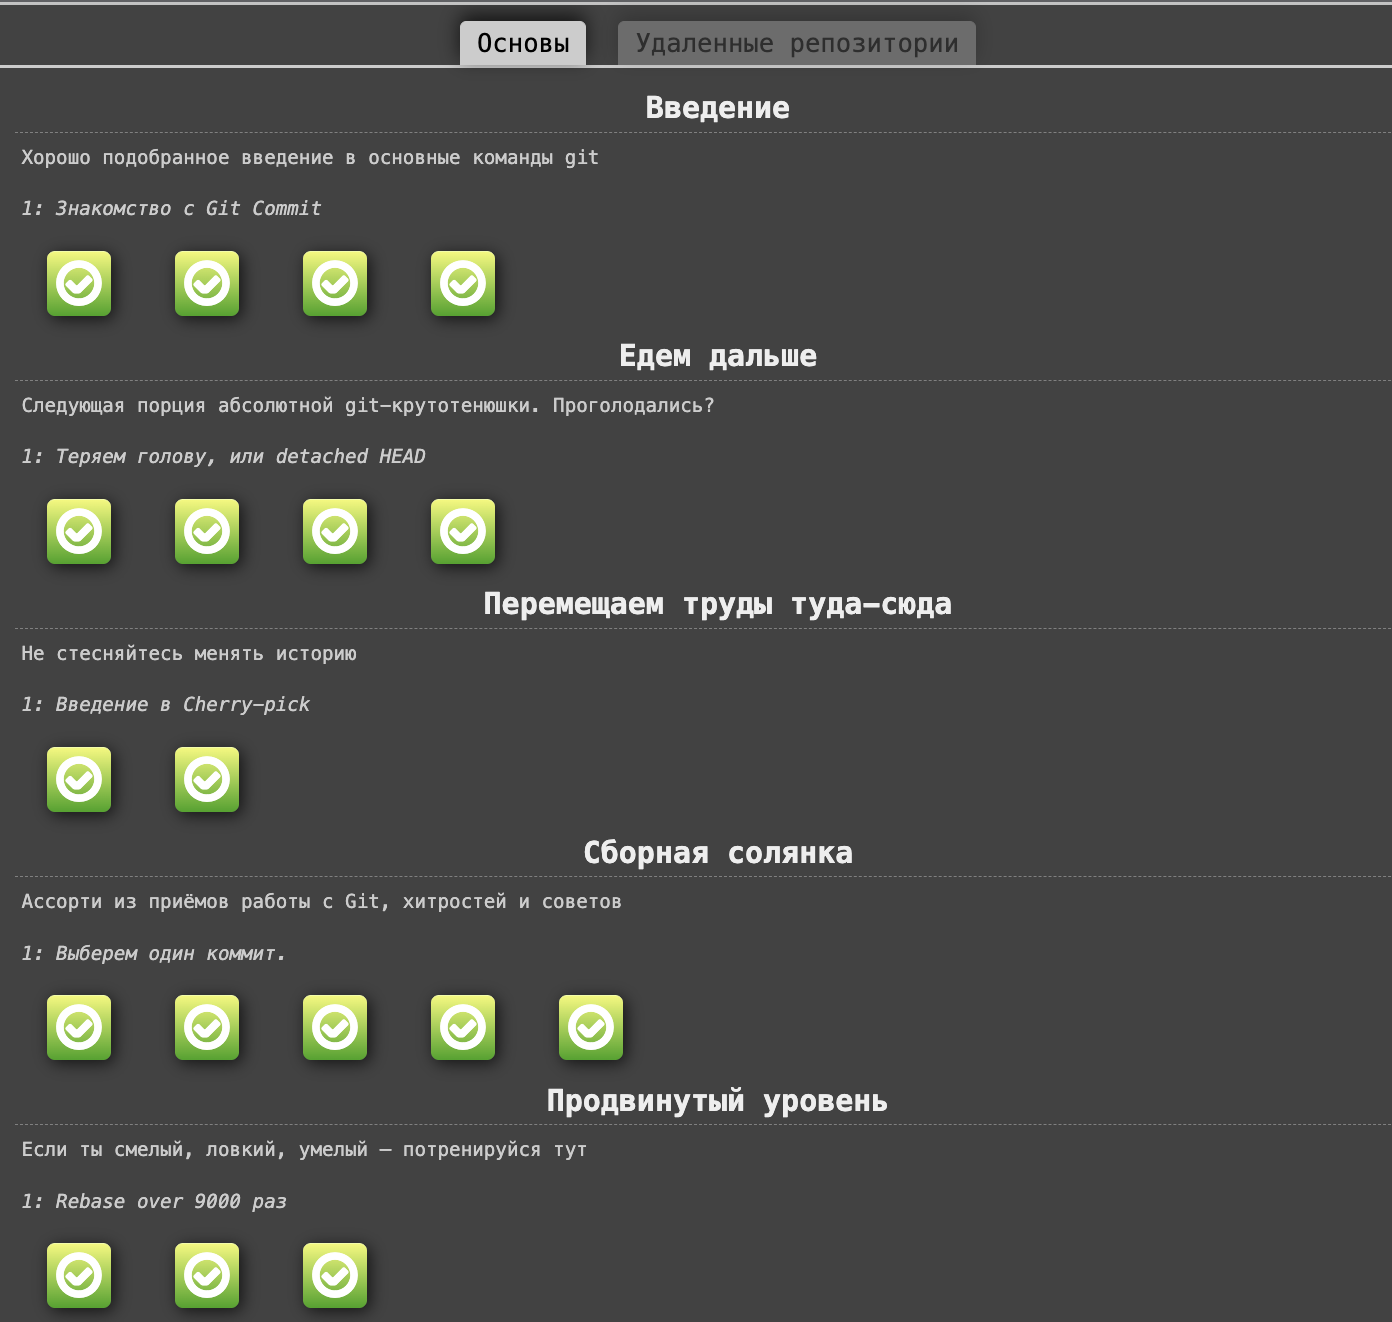 Основы
Удаленные репозитории
Введение
Хорошо подобранное введение в основные команды git
1: Знакомство с Git Commit
Едем дальше
Следующая порция абсолютной git-крутотенюшки. Проголодались?
1: Теряем голову, или detached HEAD
Перемещаем труды туда-сюда
Не стесняйтесь менять историю
1: Введение в Cherry-pick
Сборная солянка
Ассорти из приёмов работы с Git, хитростей и советов
1: Выберем один коммит.
Продвинутый уровень
Если ты смелый, ловкий, умелый — потренируйся тут
1: Rebase over 9000 раз